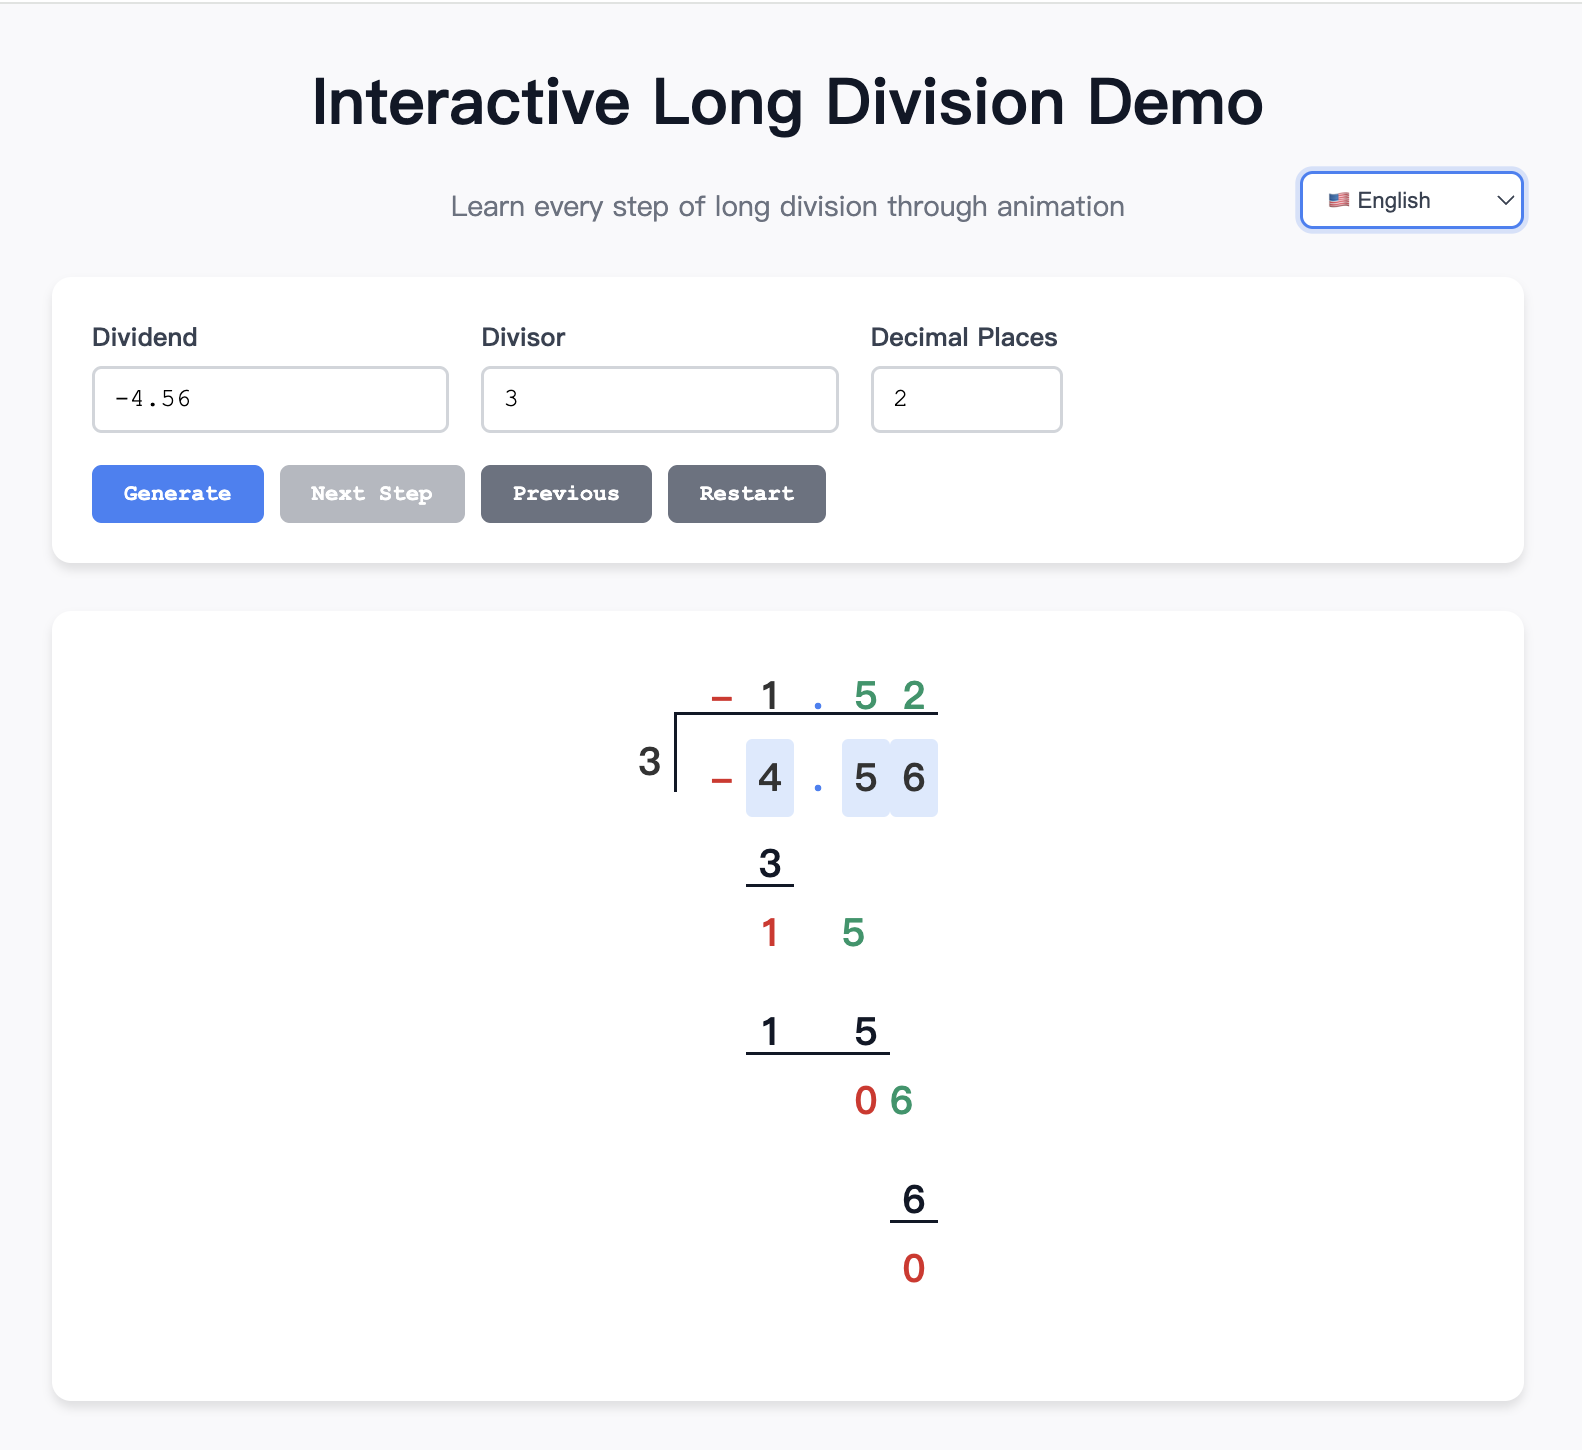 Interactive Long Division Demo
Learn every step of long division through animation
English
Dividend Divisor Decimal Places
-4.56 3 2
Generate Next Step Previous Restart
- 1 . 5 2
3 - 4 . 5 6
3
1 5
1 5
0 6
6
0